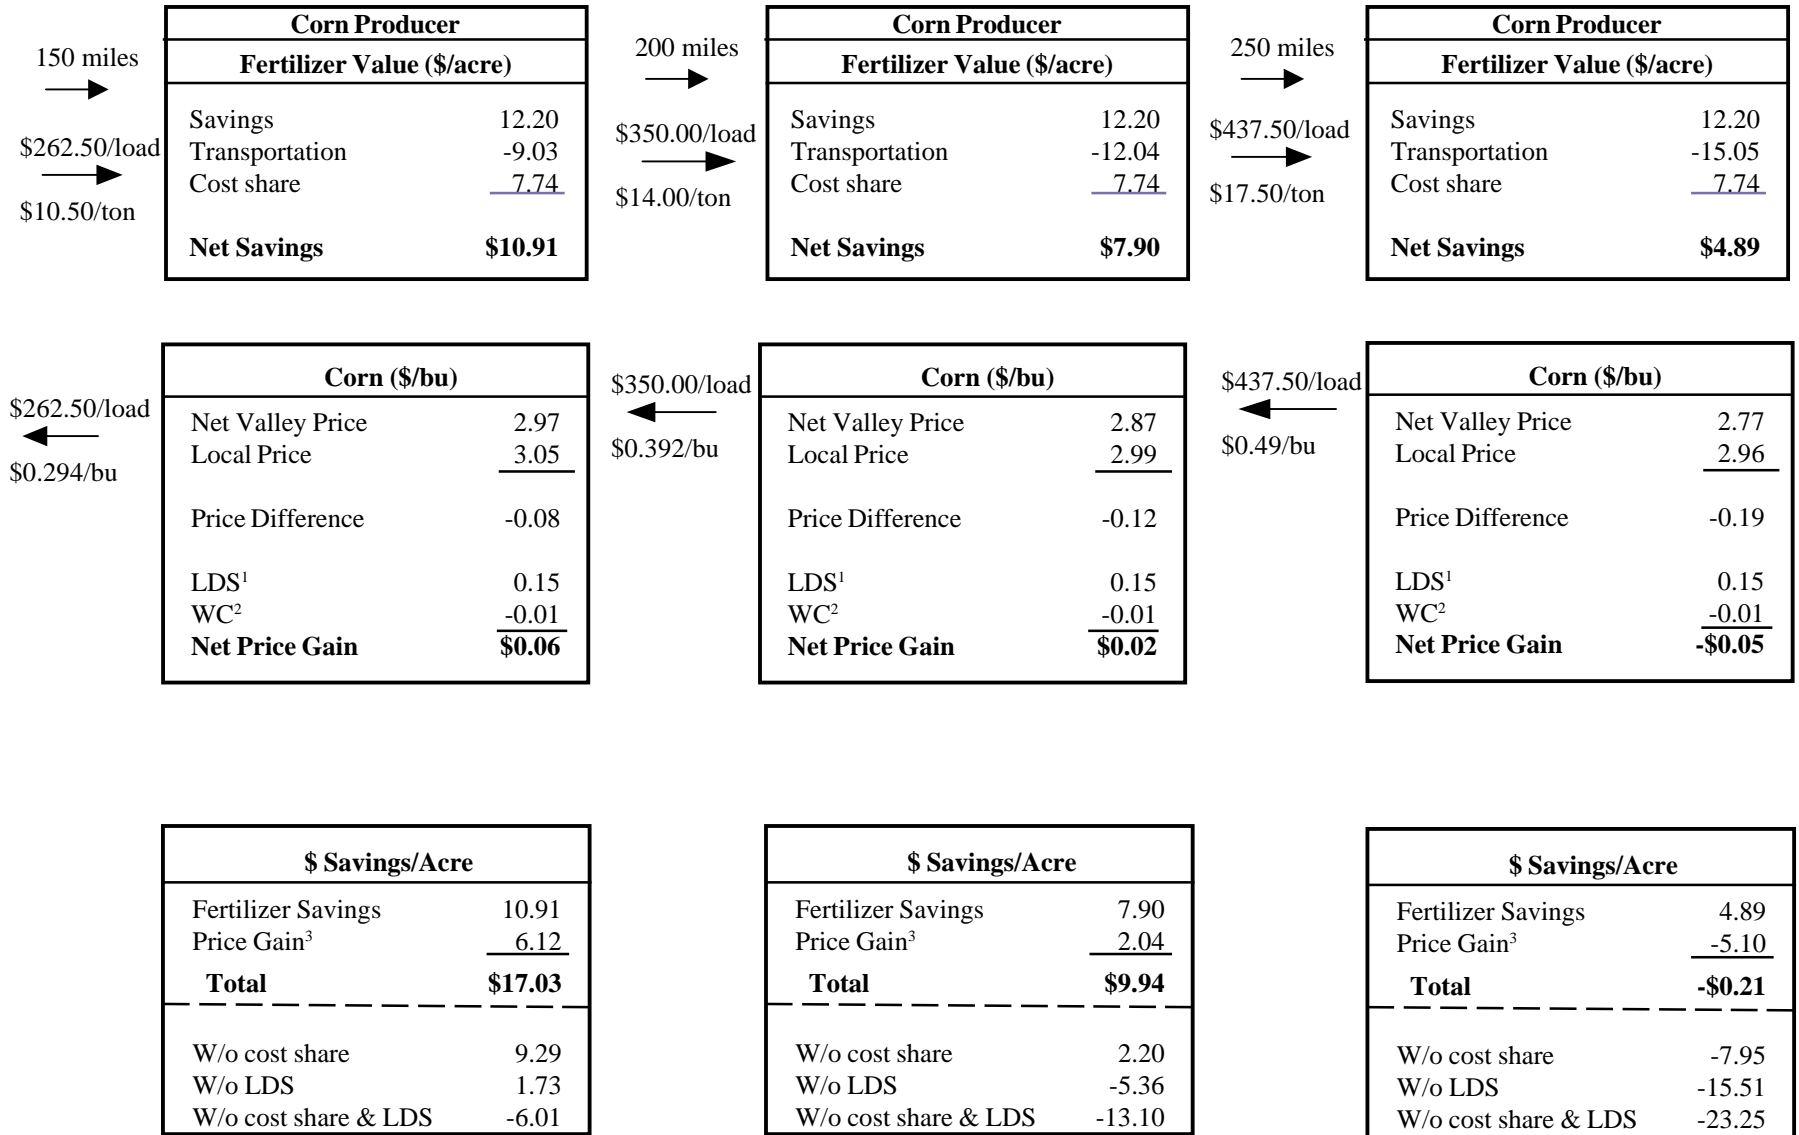 150 miles
$262.50/load
$10.50/ton
Corn Producer
Fertilizer Value ($/acre)
Savings 12.20
Transportation -9.03
Cost share 7.74
Net Savings $10.91
200 miles
$350.00/load
$14.00/ton
Corn Producer
Fertilizer Value ($/acre)
Savings 12.20
Transportation -12.04
Cost share 7.74
Net Savings $7.90
250 miles
$437.50/load
$17.50/ton
Corn Producer
Fertilizer Value ($/acre)
Savings 12.20
Transportation -15.05
Cost share 7.74
Net Savings $4.89
$262.50/load
$0.294/bu
Corn ($/bu)
Net Valley Price 2.97
Local Price 3.05
Price Difference -0.08
LDS¹ 0.15
WC² -0.01
Net Price Gain $0.06
$350.00/load
$0.392/bu
Corn ($/bu)
Net Valley Price 2.87
Local Price 2.99
Price Difference -0.12
LDS¹ 0.15
WC² -0.01
Net Price Gain $0.02
$437.50/load
$0.49/bu
Corn ($/bu)
Net Valley Price 2.77
Local Price 2.96
Price Difference -0.19
LDS¹ 0.15
WC² -0.01
Net Price Gain -$0.05
$ Savings/Acre
Fertilizer Savings 10.91
Price Gain³ 6.12
Total $17.03
W/o cost share 9.29
W/o LDS 1.73
W/o cost share & LDS -6.01
$ Savings/Acre
Fertilizer Savings 7.90
Price Gain³ 2.04
Total $9.94
W/o cost share 2.20
W/o LDS -5.36
W/o cost share & LDS -13.10
$ Savings/Acre
Fertilizer Savings 4.89
Price Gain³ -5.10
Total -$0.21
W/o cost share -7.95
W/o LDS -15.51
W/o cost share & LDS -23.25